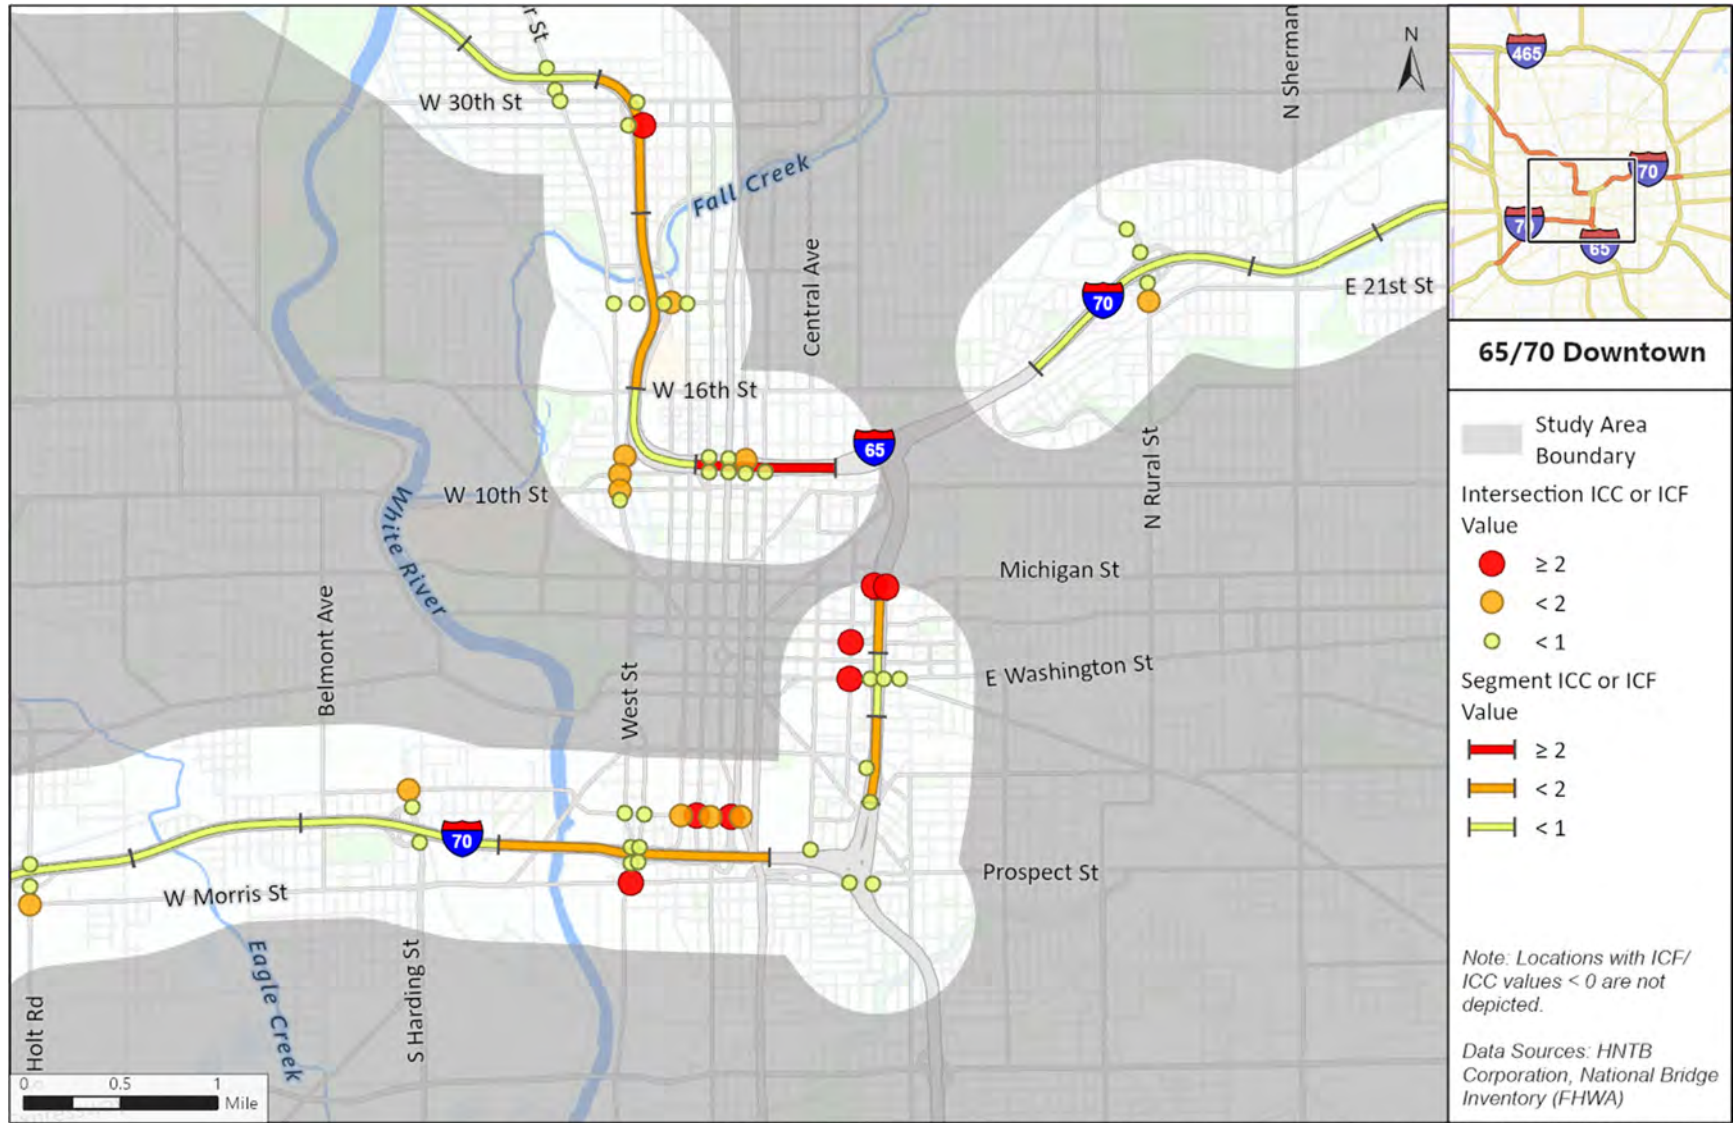 r St
N Sherman
N
W 30th St
Fall Creek
Central Ave
70
E 21st St
W 16th St
65
W 10th St
N Rural St
White River
Michigan St
Belmont Ave
West St
E Washington St
70
Prospect St
W Morris St
Eagle Creek
S Harding St
Holt Rd
0 0.5 1
Mile
465
70
70
65
65/70 Downtown
Study Area
Boundary
Intersection ICC or ICF
Value
≥ 2
< 2
< 1
Segment ICC or ICF
Value
≥ 2
< 2
< 1
Note: Locations with ICF/
ICC values < 0 are not
depicted.
Data Sources: HNTB
Corporation, National Bridge
Inventory (FHWA)